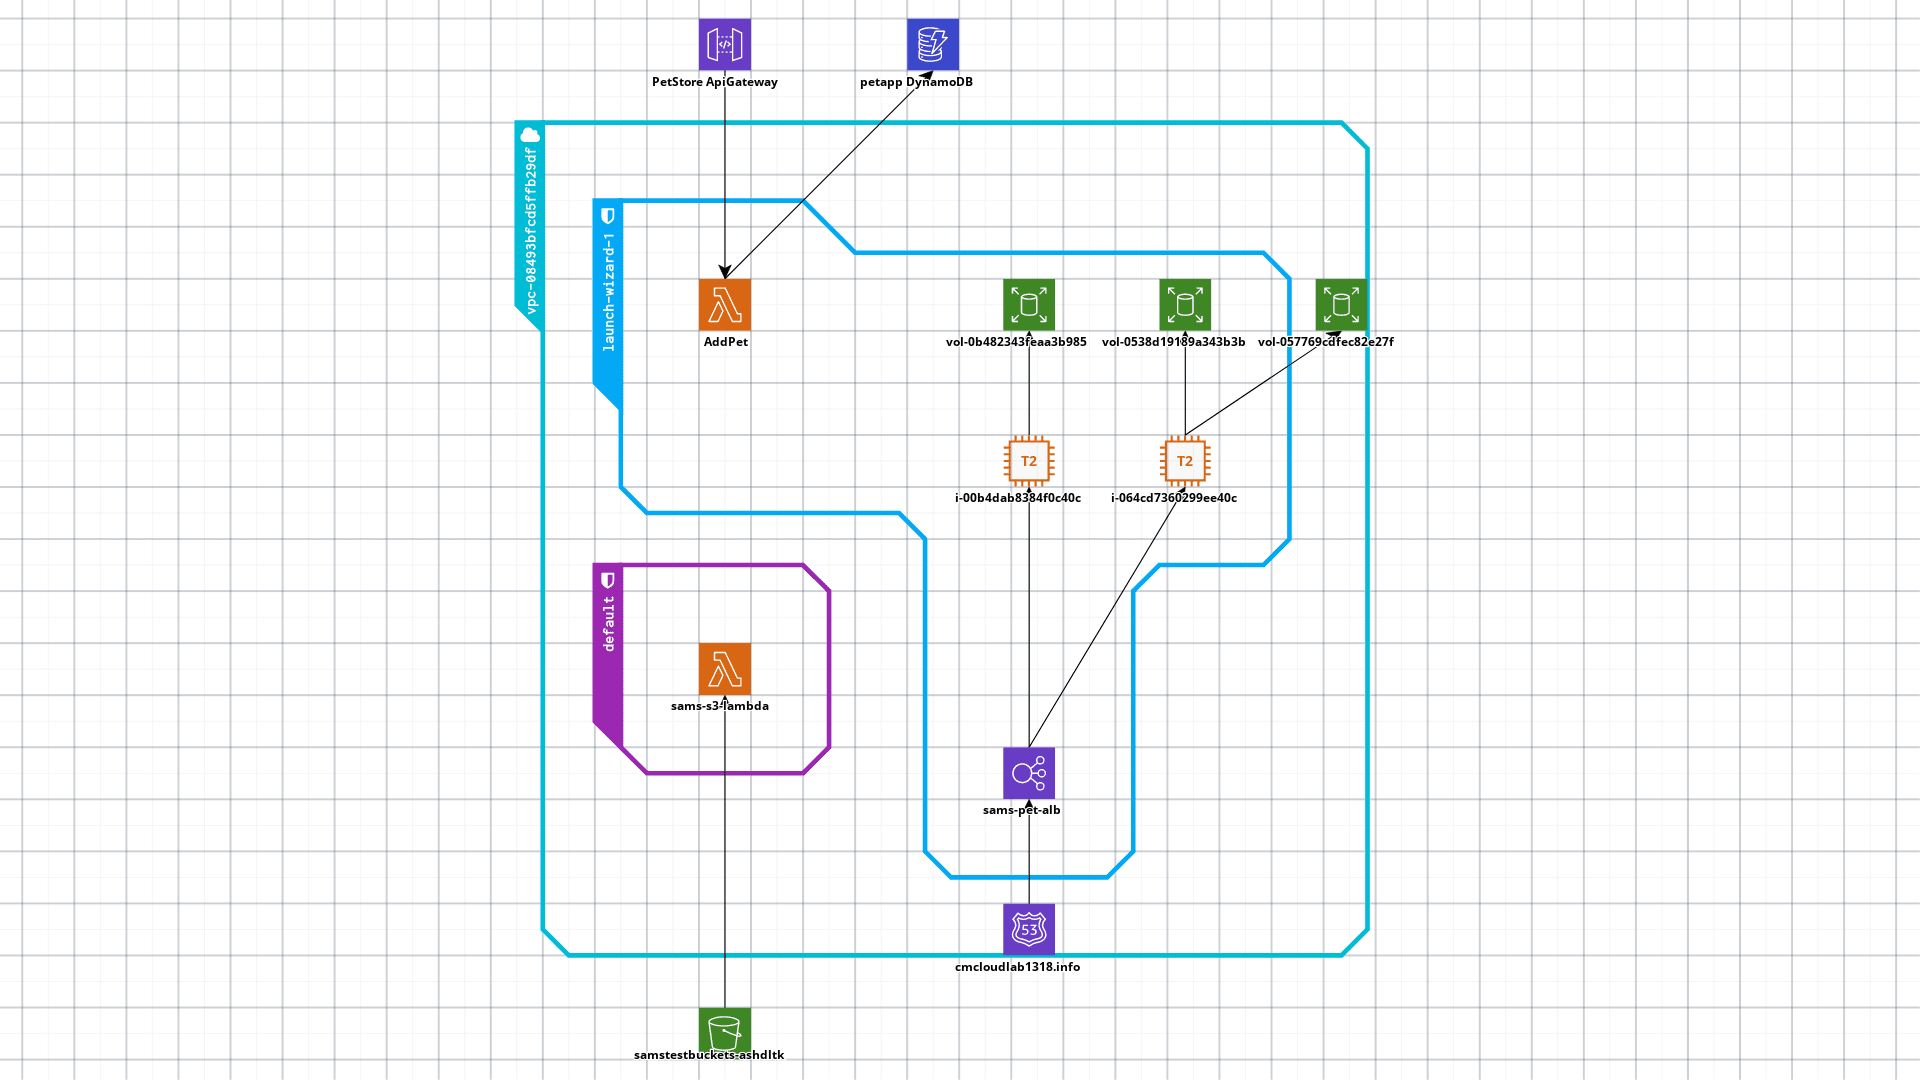 PetStore ApiGateway
petapp DynamoDB
vpc-08493bfcd5ffb29df
launch-wizard-1
AddPet
vol-0b482343feaa3b985
vol-0538d19189a343b3b
vol-057769cdfec82e27f
T2
T2
i-00b4dab8384f0c40c
i-064cd7360299ee40c
default
sams-s3-lambda
sams-pet-alb
53
cmcloudlab1318.info
samstestbuckets-ashdltk